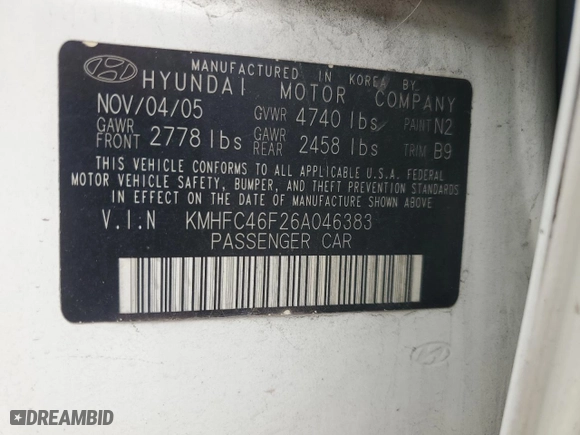 MANUFACTURED IN KOREA BY
HYUNDAI MOTOR COMPANY
NOV/04/05 GVWR 4740 lbs PAINT N2
GAWR FRONT 2778 lbs GAWR REAR 2458 lbs TRIM B9
THIS VEHICLE CONFORMS TO ALL APPLICABLE U.S.A. FEDERAL
MOTOR VEHICLE SAFETY, BUMPER, AND THEFT PREVENTION STANDARDS
IN EFFECT ON THE DATE OF MANUFACTURE SHOWN ABOVE.
V.I.N KMHFC46F26A046383
PASSENGER CAR
DREAMBID